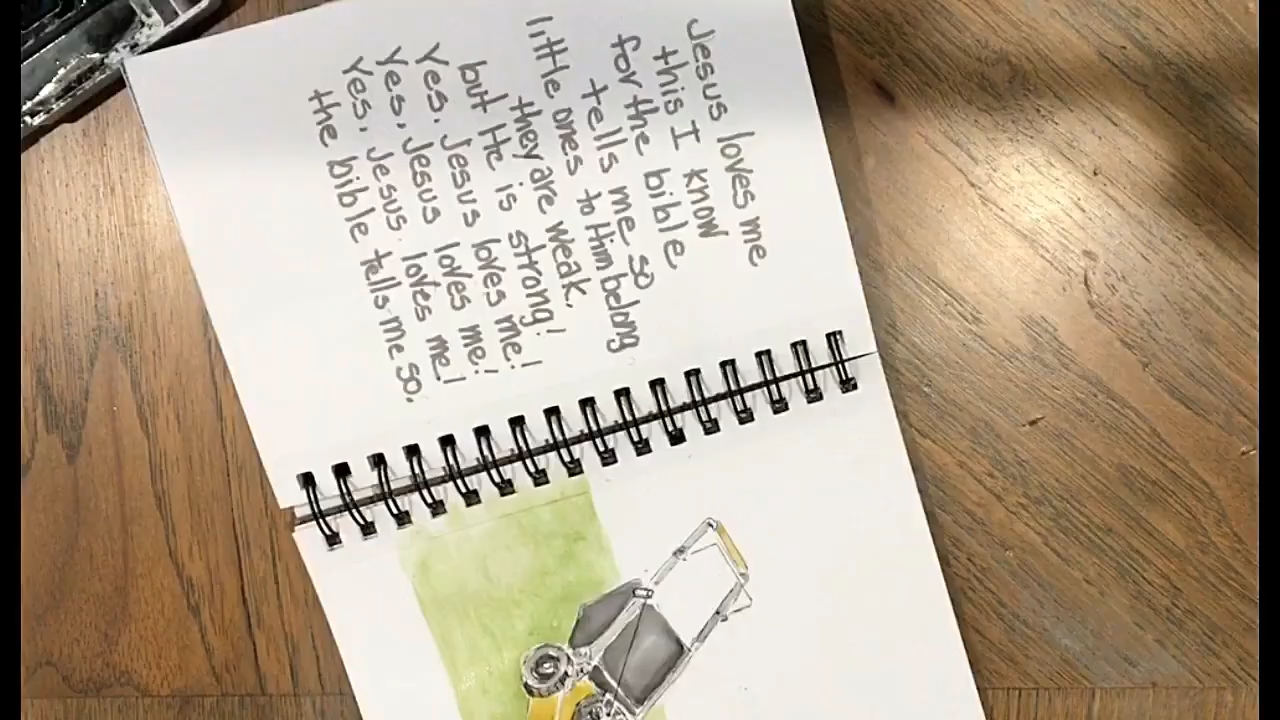 Jesus loves me
this I know
for the bible
tells me so
little ones to Him belong
they are weak,
but He is strong!
Yes, Jesus loves me!
Yes, Jesus loves me!
Yes, Jesus loves me!
the bible tells me so.